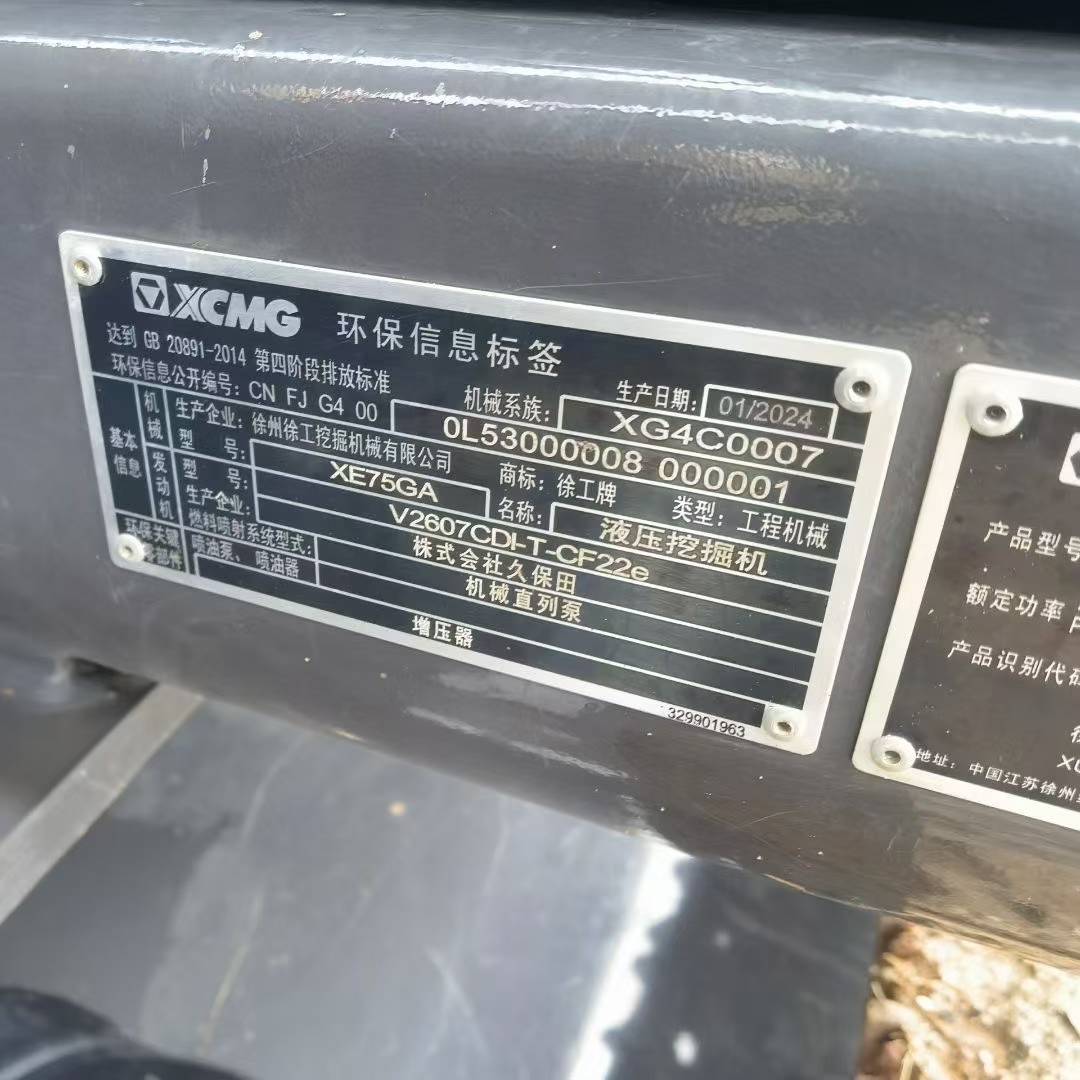 XCMG 环保信息标签
达到 GB 20891-2014 第四阶段排放标准
生产日期: 01/2024
环保信息公开编号: CN FJ G4 00 0L53000008 000001
机械系族: XG4C0007
基本信息
机械
生产企业: 徐州徐工挖掘机械有限公司
商标: 徐工牌
类型: 工程机械
型号: XE75GA
名称: 液压挖掘机
发动机
型号: V2607CDI-T-CF22e
生产企业: 株式会社久保田
环保关键零部件
燃料喷射系统型式: 机械直列泵
喷油泵、喷油器
增压器
329901963
产品型号
额定功率
产品识别代码
地址: 中国江苏徐州